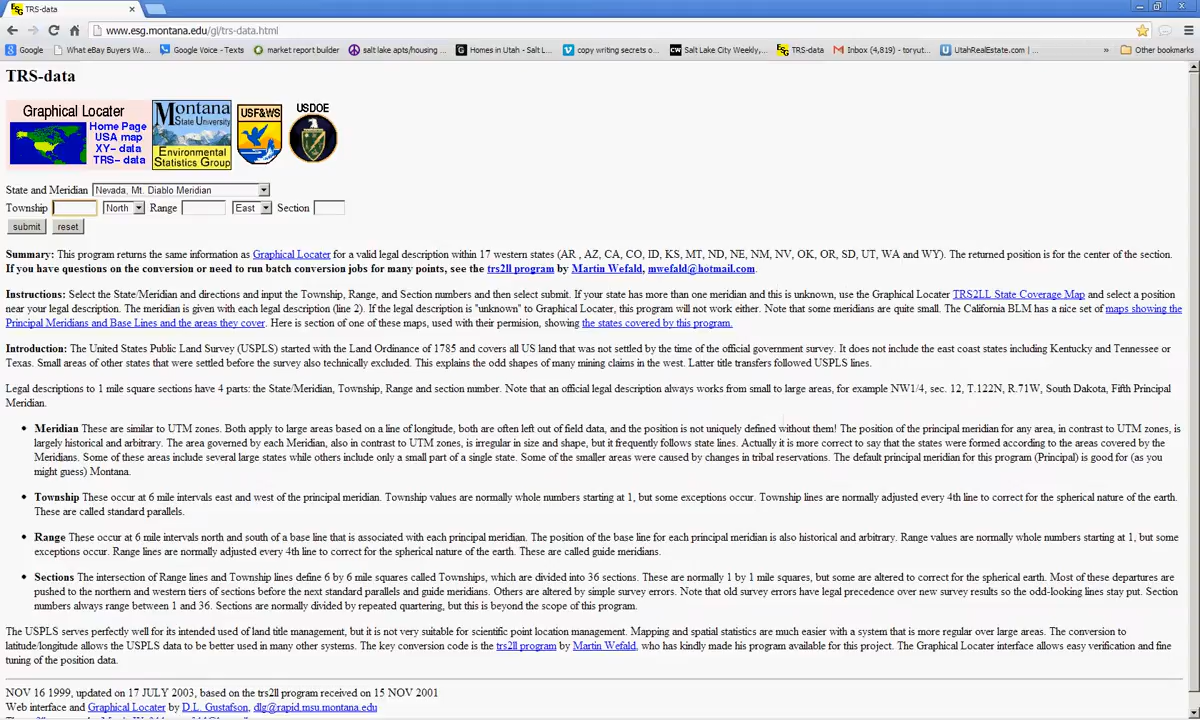 TRS-data
www.esg.montana.edu/gl/trs-data.html
Google What eBay Buyers Wa... Google Voice - Texts market report builder salt lake apts/housing ... Homes in Utah - Salt L... copy writing secrets o... Salt Lake City Weekly,... TRS-data Inbox (4,819) - toryut... UtahRealEstate.com | ... » Other bookmarks
TRS-data
Graphical Locater
Home Page
USA map
XY- data
TRS- data
Montana
State University
Environmental
Statistics Group
USF&WS
USDOE
State and Meridian Nevada, Mt. Diablo Meridian
Township North Range East Section
submit reset
Summary: This program returns the same information as Graphical Locater for a valid legal description within 17 western states (AR , AZ, CA, CO, ID, KS, MT, ND, NE, NM, NV, OK, OR, SD, UT, WA and WY). The returned position is for the center of the section.
If you have questions on the conversion or need to run batch conversion jobs for many points, see the trs2ll program by Martin Wefald, mwefald@hotmail.com.
Instructions: Select the State/Meridian and directions and input the Township, Range, and Section numbers and then select submit. If your state has more than one meridian and this is unknown, use the Graphical Locater TRS2LL State Coverage Map and select a position
near your legal description. The meridian is given with each legal description (line 2). If the legal description is "unknown" to Graphical Locater, this program will not work either. Note that some meridians are quite small. The California BLM has a nice set of maps showing the
Principal Meridians and Base Lines and the areas they cover. Here is section of one of these maps, used with their permision, showing the states covered by this program.
Introduction: The United States Public Land Survey (USPLS) started with the Land Ordinance of 1785 and covers all US land that was not settled by the time of the official government survey. It does not include the east coast states including Kentucky and Tennessee or
Texas. Small areas of other states that were settled before the survey also technically excluded. This explains the odd shapes of many mining claims in the west. Latter title transfers followed USPLS lines.
Legal descriptions to 1 mile square sections have 4 parts: the State/Meridian, Township, Range and section number. Note that an official legal description always works from small to large areas, for example NW1/4, sec. 12, T.122N, R.71W, South Dakota, Fifth Principal
Meridian.
Meridian These are similar to UTM zones. Both apply to large areas based on a line of longitude, both are often left out of field data, and the position is not uniquely defined without them! The position of the principal meridian for any area, in contrast to UTM zones, is
largely historical and arbitrary. The area governed by each Meridian, also in contrast to UTM zones, is irregular in size and shape, but it frequently follows state lines. Actually it is more correct to say that the states were formed according to the areas covered by the
Meridians. Some of these areas include several large states while others include only a small part of a single state. Some of the smaller areas were caused by changes in tribal reservations. The default principal meridian for this program (Principal) is good for (as you
might guess) Montana.
Township These occur at 6 mile intervals east and west of the principal meridian. Township values are normally whole numbers starting at 1, but some exceptions occur. Township lines are normally adjusted every 4th line to correct for the spherical nature of the earth.
These are called standard parallels.
Range These occur at 6 mile intervals north and south of a base line that is associated with each principal meridian. The position of the base line for each principal meridian is also historical and arbitrary. Range values are normally whole numbers starting at 1, but some
exceptions occur. Range lines are normally adjusted every 4th line to correct for the spherical nature of the earth. These are called guide meridians.
Sections The intersection of Range lines and Township lines define 6 by 6 mile squares called Townships, which are divided into 36 sections. These are normally 1 by 1 mile squares, but some are altered to correct for the spherical earth. Most of these departures are
pushed to the northern and western tiers of sections before the next standard parallels and guide meridians. Others are altered by simple survey errors. Note that old survey errors have legal precedence over new survey results so the odd-looking lines stay put. Section
numbers always range between 1 and 36. Sections are normally divided by repeated quartering, but this is beyond the scope of this program.
The USPLS serves perfectly well for its intended used of land title management, but it is not very suitable for scientific point location management. Mapping and spatial statistics are much easier with a system that is more regular over large areas. The conversion to
latitude/longitude allows the USPLS data to be better used in many other systems. The key conversion code is the trs2ll program by Martin Wefald, who has kindly made his program available for this project. The Graphical Locater interface allows easy verification and fine
tuning of the position data.
NOV 16 1999, updated on 17 JULY 2003, based on the trs2ll program received on 15 NOV 2001
Web interface and Graphical Locater by D.L. Gustafson, dlg@rapid.msu.montana.edu